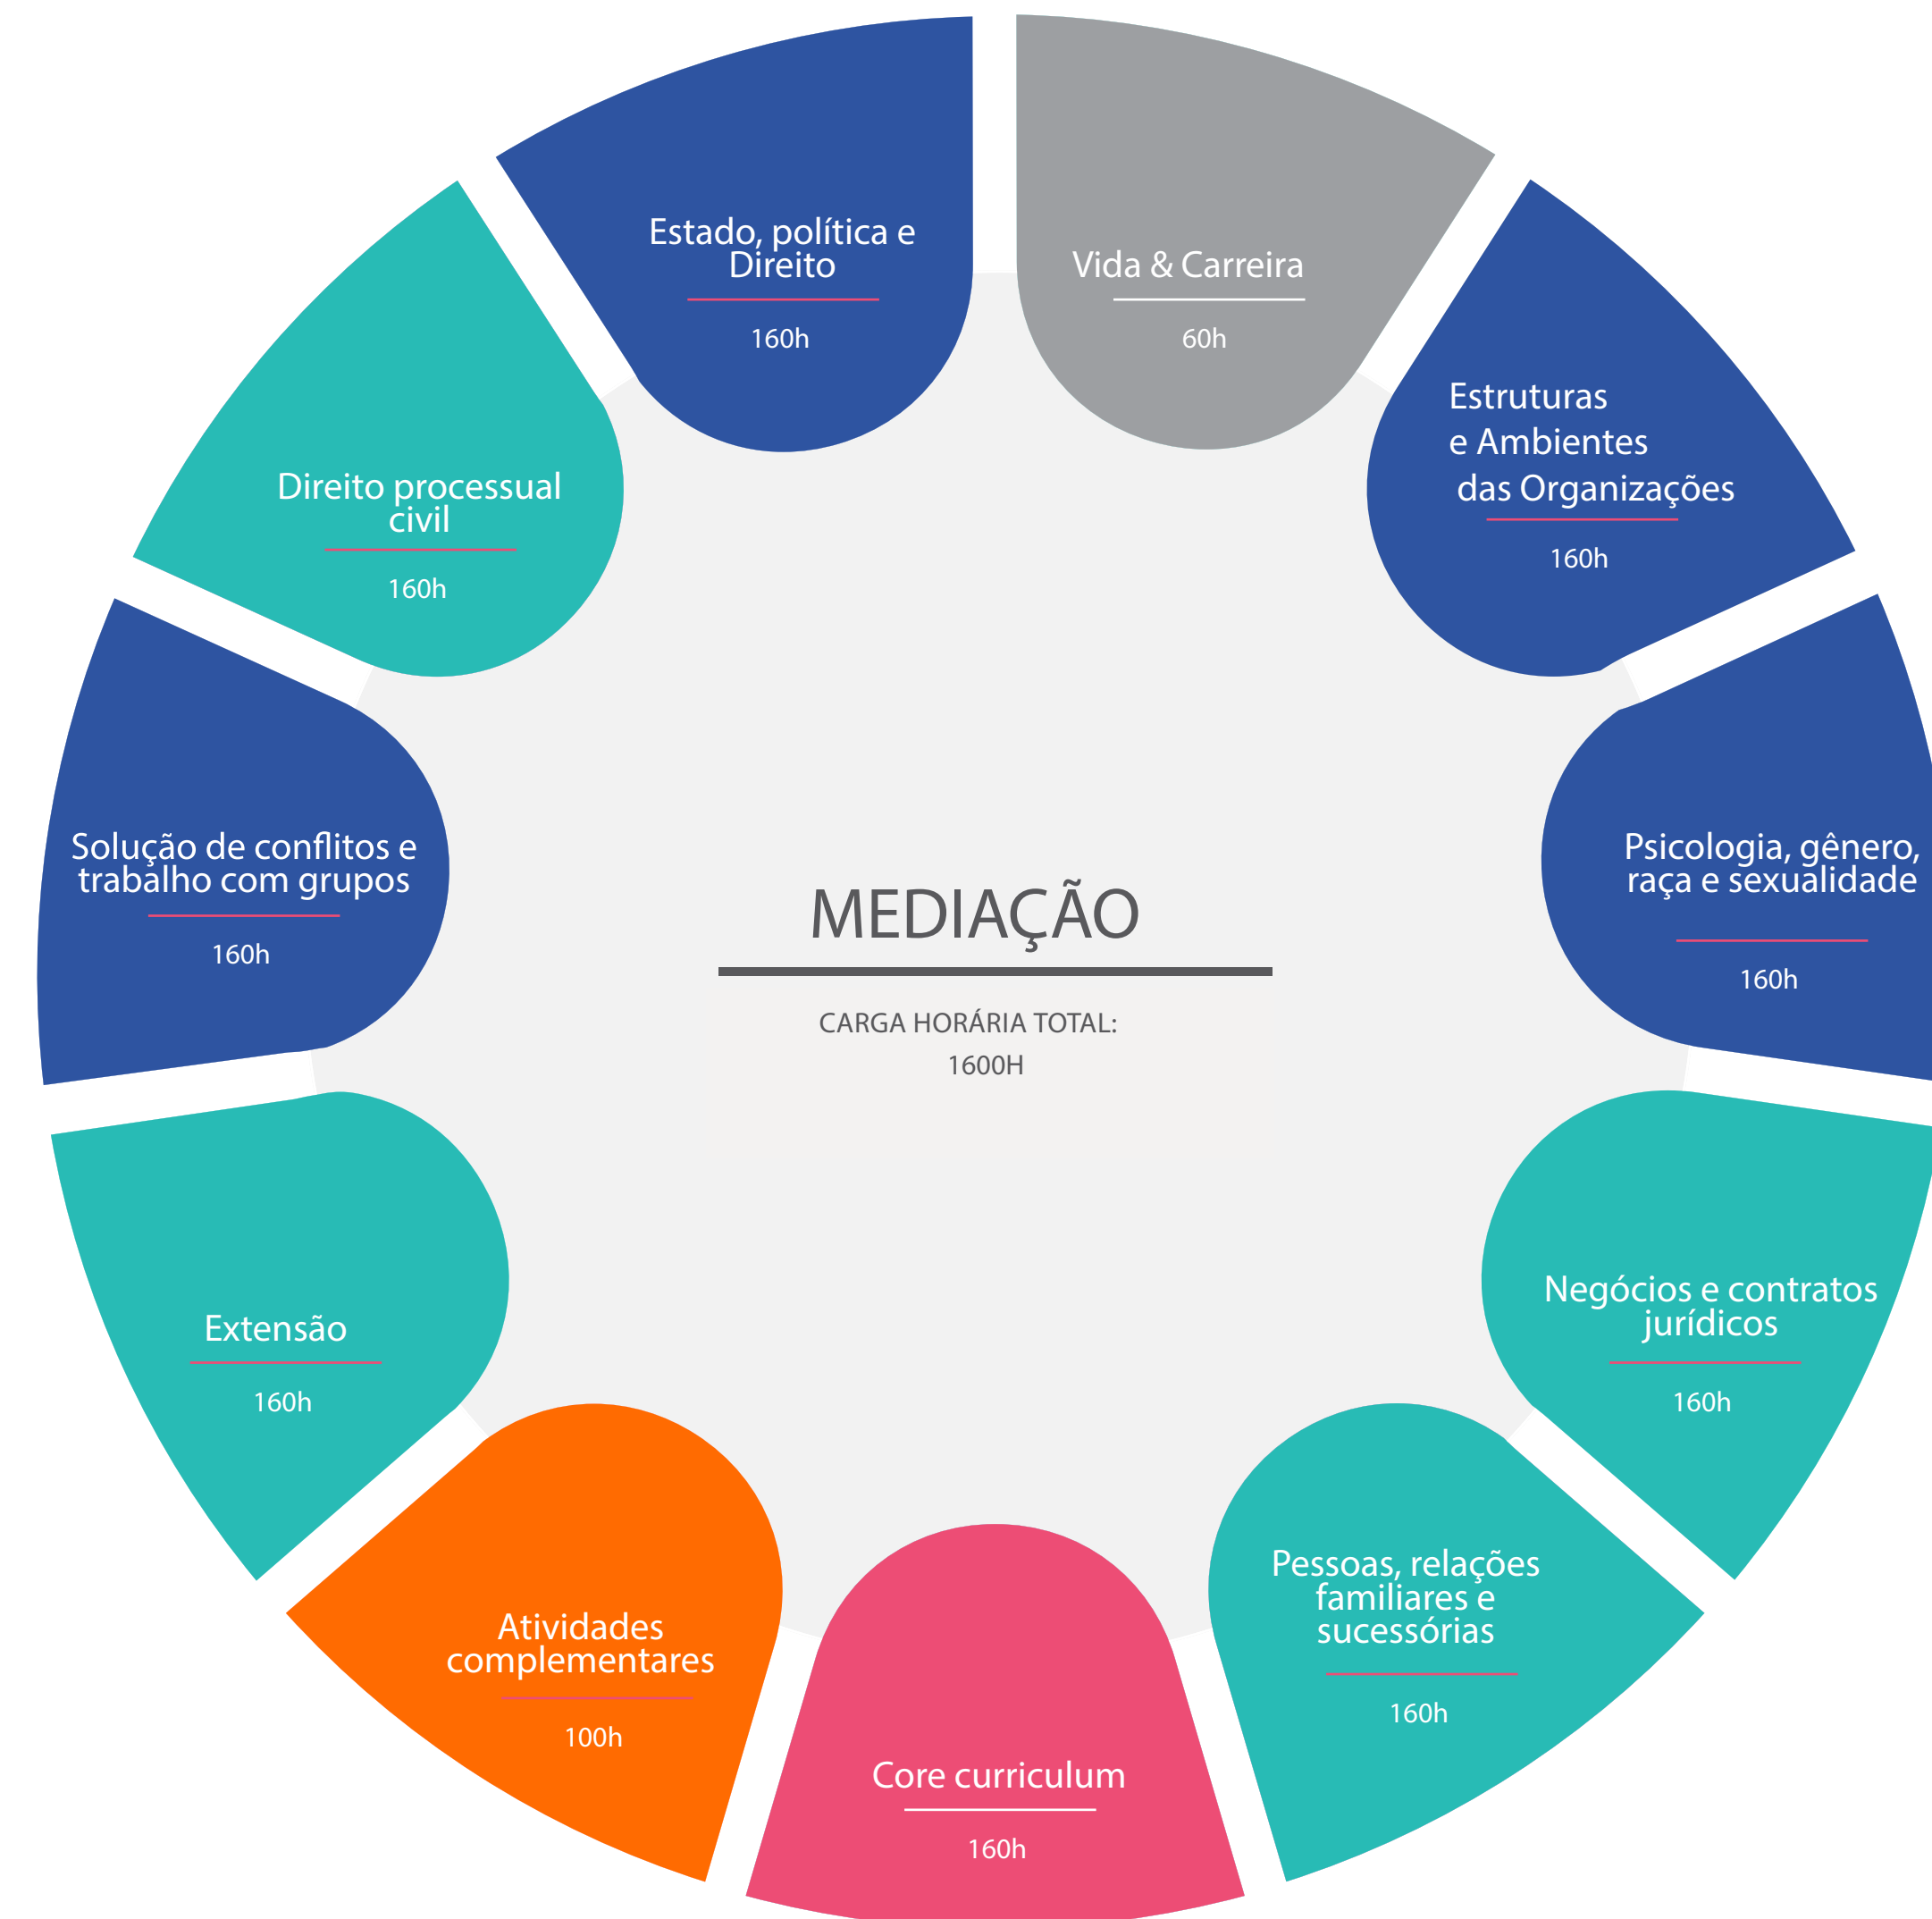 Estado, política e
Direito
160h
Vida & Carreira
60h
Estruturas
e Ambientes
das Organizações
160h
Direito processual
civil
160h
Solução de conflitos e
trabalho com grupos
160h
Psicologia, gênero,
raça e sexualidade
160h
MEDIAÇÃO
CARGA HORÁRIA TOTAL:
1600H
Negócios e contratos
jurídicos
160h
Extensão
160h
Pessoas, relações
familiares e
sucessórias
160h
Atividades
complementares
100h
Core curriculum
160h